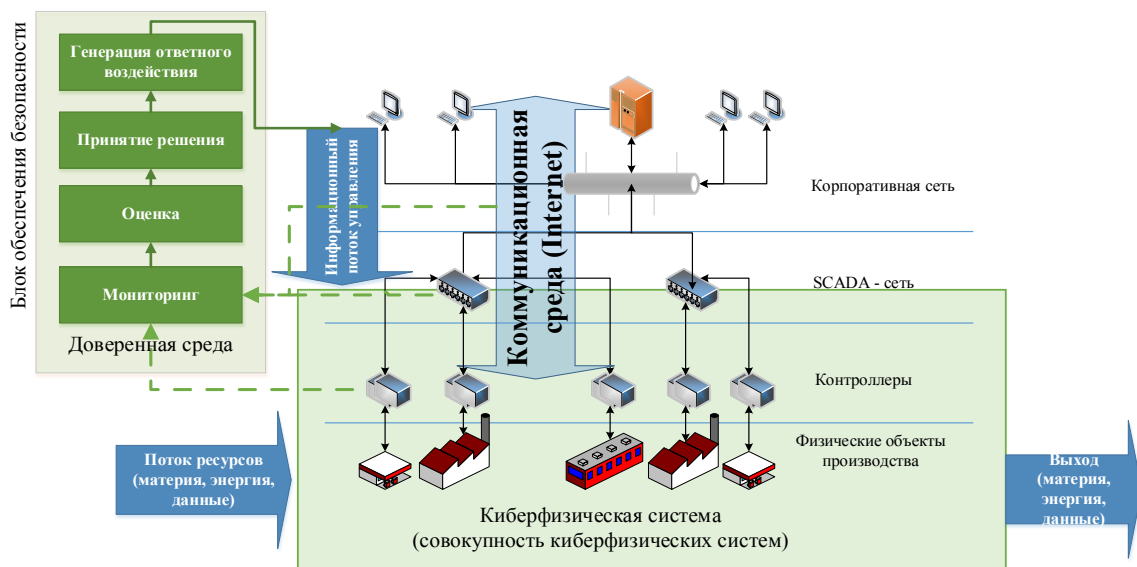 Блок обеспечения безопасности
Генерация ответного
воздействия
Принятие решения
Оценка
Мониторинг
Доверенная среда
Информационный
поток управления
Коммуникационная
среда (Internet)
Корпоративная сеть
SCADA - сеть
Контроллеры
Физические объекты
производства
Поток ресурсов
(материя, энергия,
данные)
Выход
(материя,
энергия,
данные)
Киберфизическая система
(совокупность киберфизических систем)